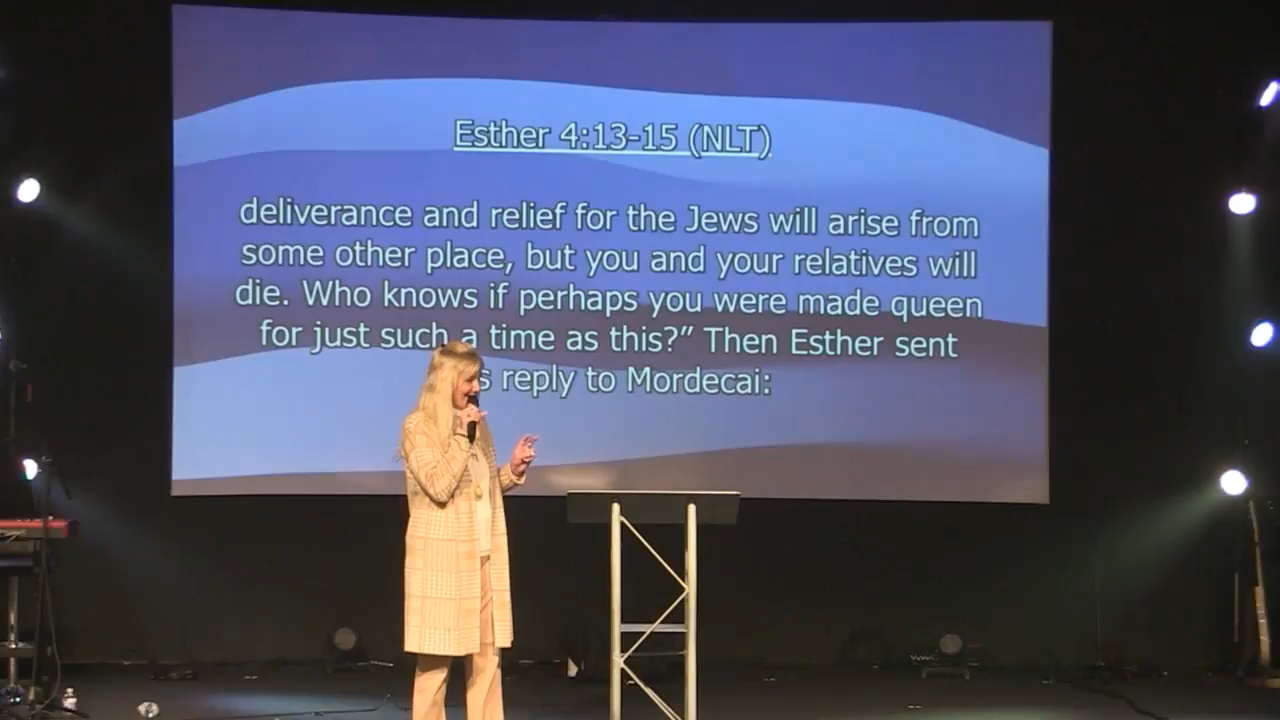 Esther 4:13-15 (NLT)
deliverance and relief for the Jews will arise from
some other place, but you and your relatives will
die. Who knows if perhaps you were made queen
for just such a time as this?” Then Esther sent
reply to Mordecai: